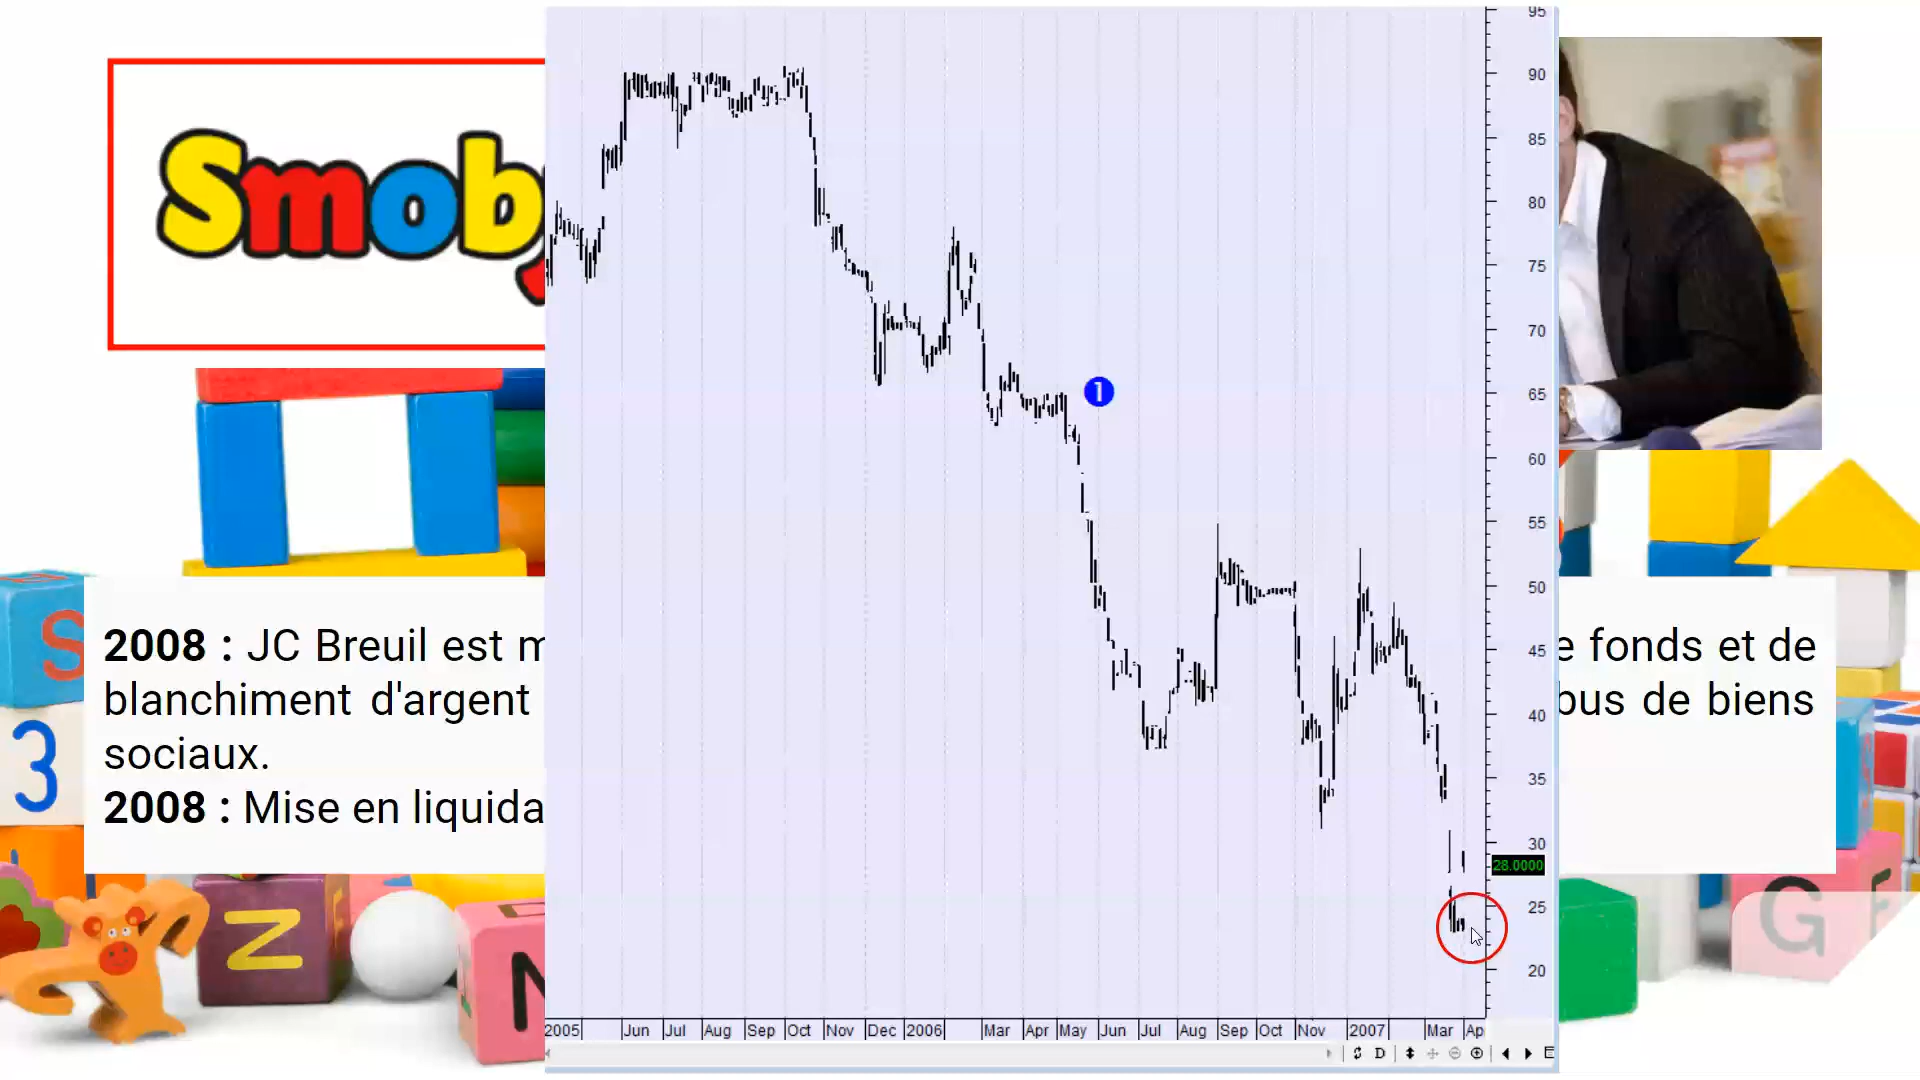 Smoby
95
90
85
80
75
70
65
60
55
50
45
40
35
30
28.0000
25
20
1
2008 : JC Breuil est m
e fonds et de
blanchiment d'argent
bus de biens
sociaux.
2008 : Mise en liquida
S
3
Z
N
G
F
2005 Jun Jul Aug Sep Oct Nov Dec 2006 Mar Apr May Jun Jul Aug Sep Oct Nov 2007 Mar Ap
D